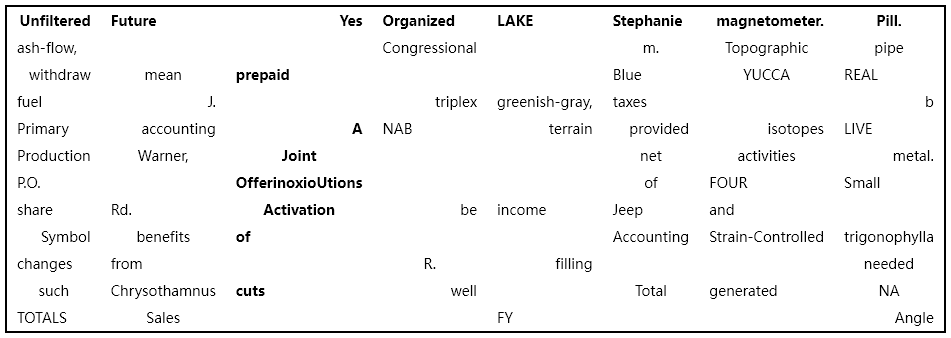 Unfiltered Future Yes Organized LAKE Stephanie magnetometer. Pill.
ash-flow, Congressional m. Topographic pipe
withdraw mean prepaid Blue YUCCA REAL
fuel J. triplex greenish-gray, taxes b
Primary accounting A NAB terrain provided isotopes LIVE
Production Warner, Joint net activities metal.
P.O. OfferinoxioUtions of FOUR Small
share Rd. Activation be income Jeep and
Symbol benefits of Accounting Strain-Controlled trigonophylla
changes from R. filling needed
such Chrysothamnus cuts well Total generated NA
TOTALS Sales FY Angle